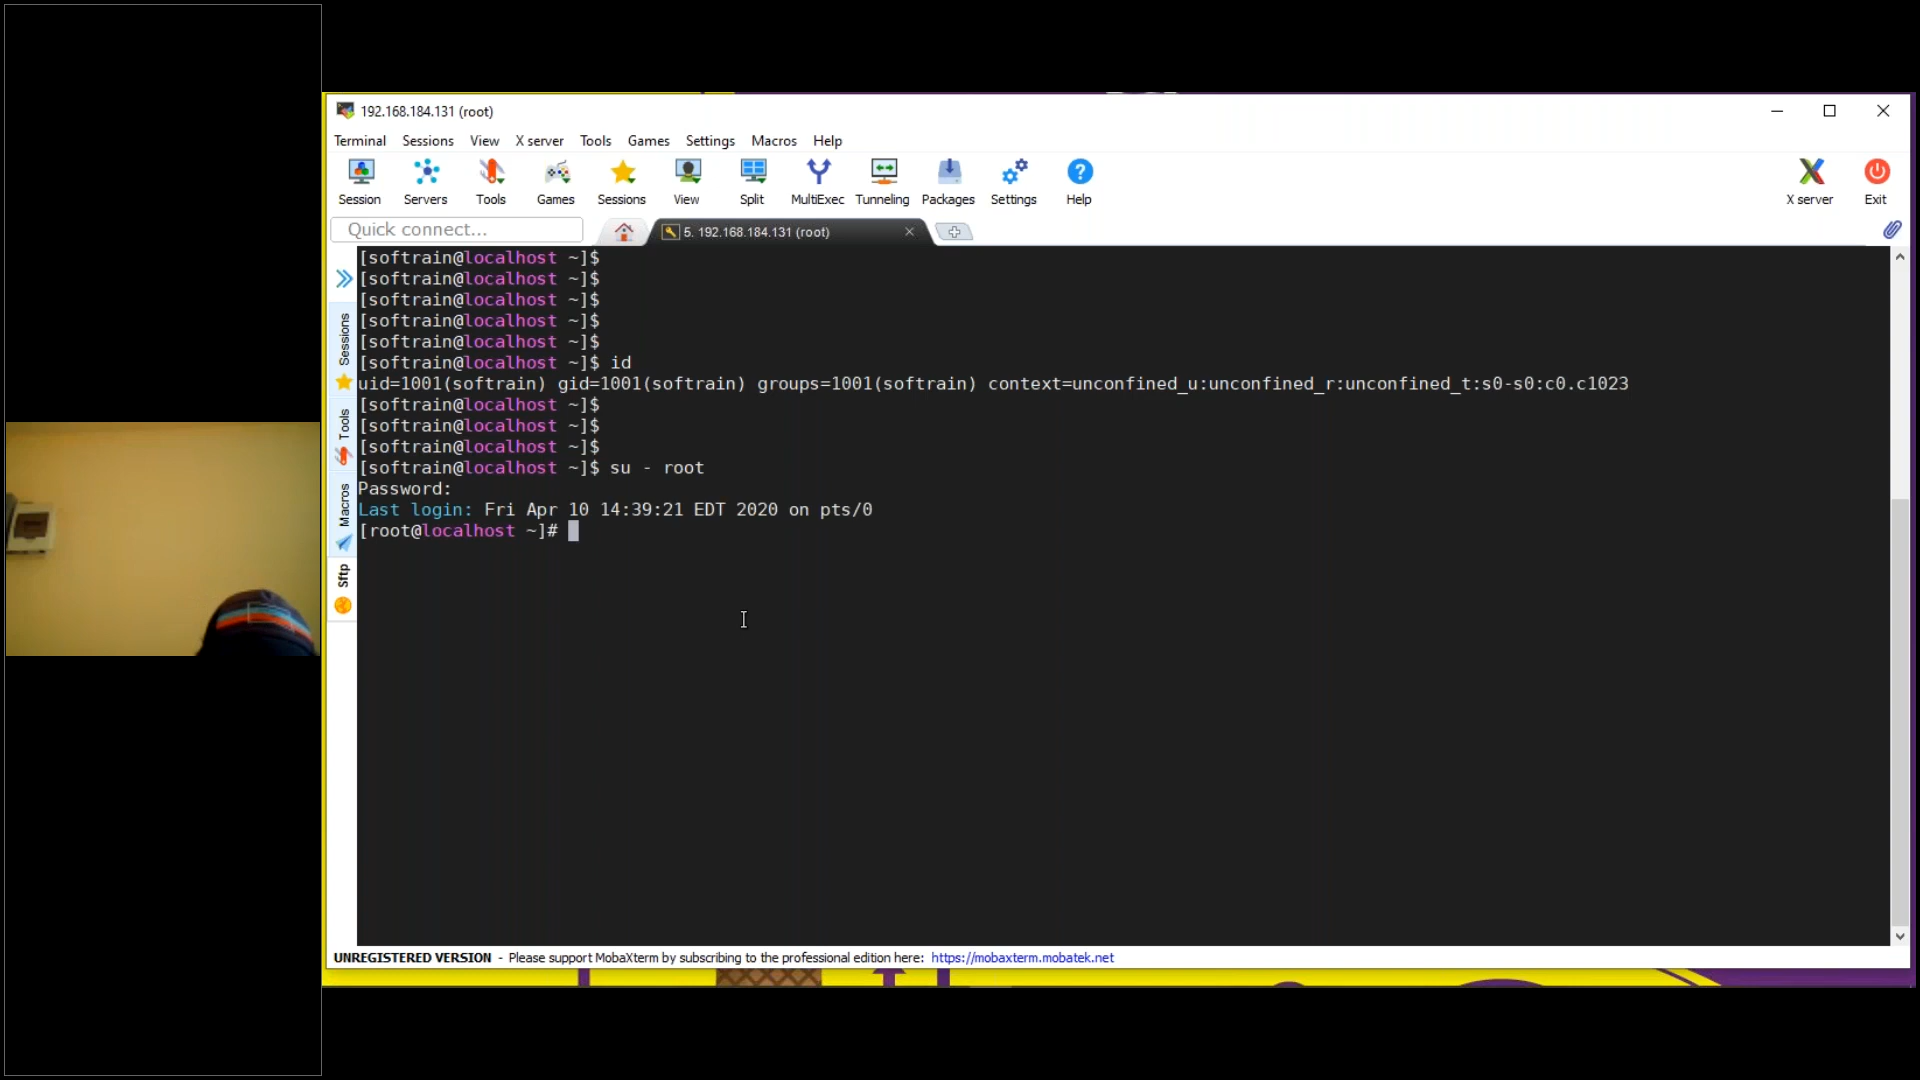 192.168.184.131 (root)
Terminal Sessions View X server Tools Games Settings Macros Help
Session Servers Tools Games Sessions View Split MultiExec Tunneling Packages Settings Help X server Exit
Quick connect...
5. 192.168.184.131 (root)
Sessions
Tools
Macros
Sftp
[softrain@localhost ~]$
[softrain@localhost ~]$
[softrain@localhost ~]$
[softrain@localhost ~]$
[softrain@localhost ~]$
[softrain@localhost ~]$ id
uid=1001(softrain) gid=1001(softrain) groups=1001(softrain) context=unconfined_u:unconfined_r:unconfined_t:s0-s0:c0.c1023
[softrain@localhost ~]$
[softrain@localhost ~]$
[softrain@localhost ~]$
[softrain@localhost ~]$ su - root
Password:
Last login: Fri Apr 10 14:39:21 EDT 2020 on pts/0
[root@localhost ~]#
UNREGISTERED VERSION - Please support MobaXterm by subscribing to the professional edition here: https://mobaxterm.mobatek.net